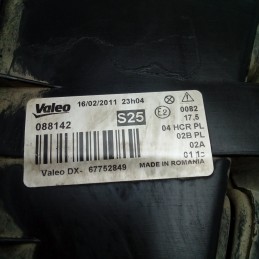 Valeo 16/02/2011 23h04 0082
17.5
088142 S25 04 HCR PL
02B PL
02A
Valeo DX- 67752849 MADE IN ROMANIA